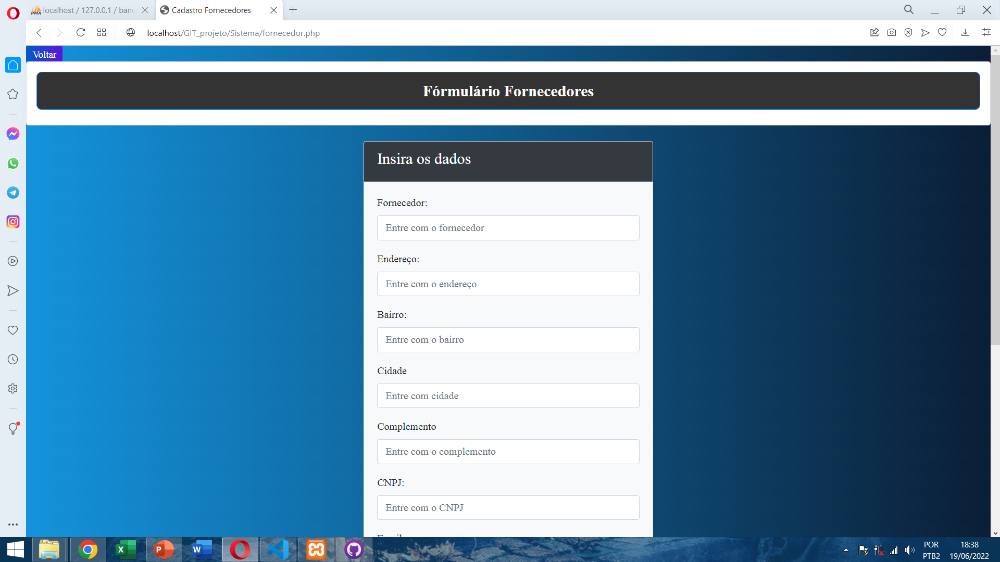 localhost / 127.0.0.1 / banc
Cadastro Fornecedores
localhost/GIT_projeto/Sistema/fornecedor.php
Voltar
Fórmulário Fornecedores
Insira os dados
Fornecedor:
Entre com o fornecedor
Endereço:
Entre com o endereço
Bairro:
Entre com o bairro
Cidade
Entre com cidade
Complemento
Entre com o complemento
CNPJ:
Entre com o CNPJ
POR
PTB2
18:38
19/06/2022